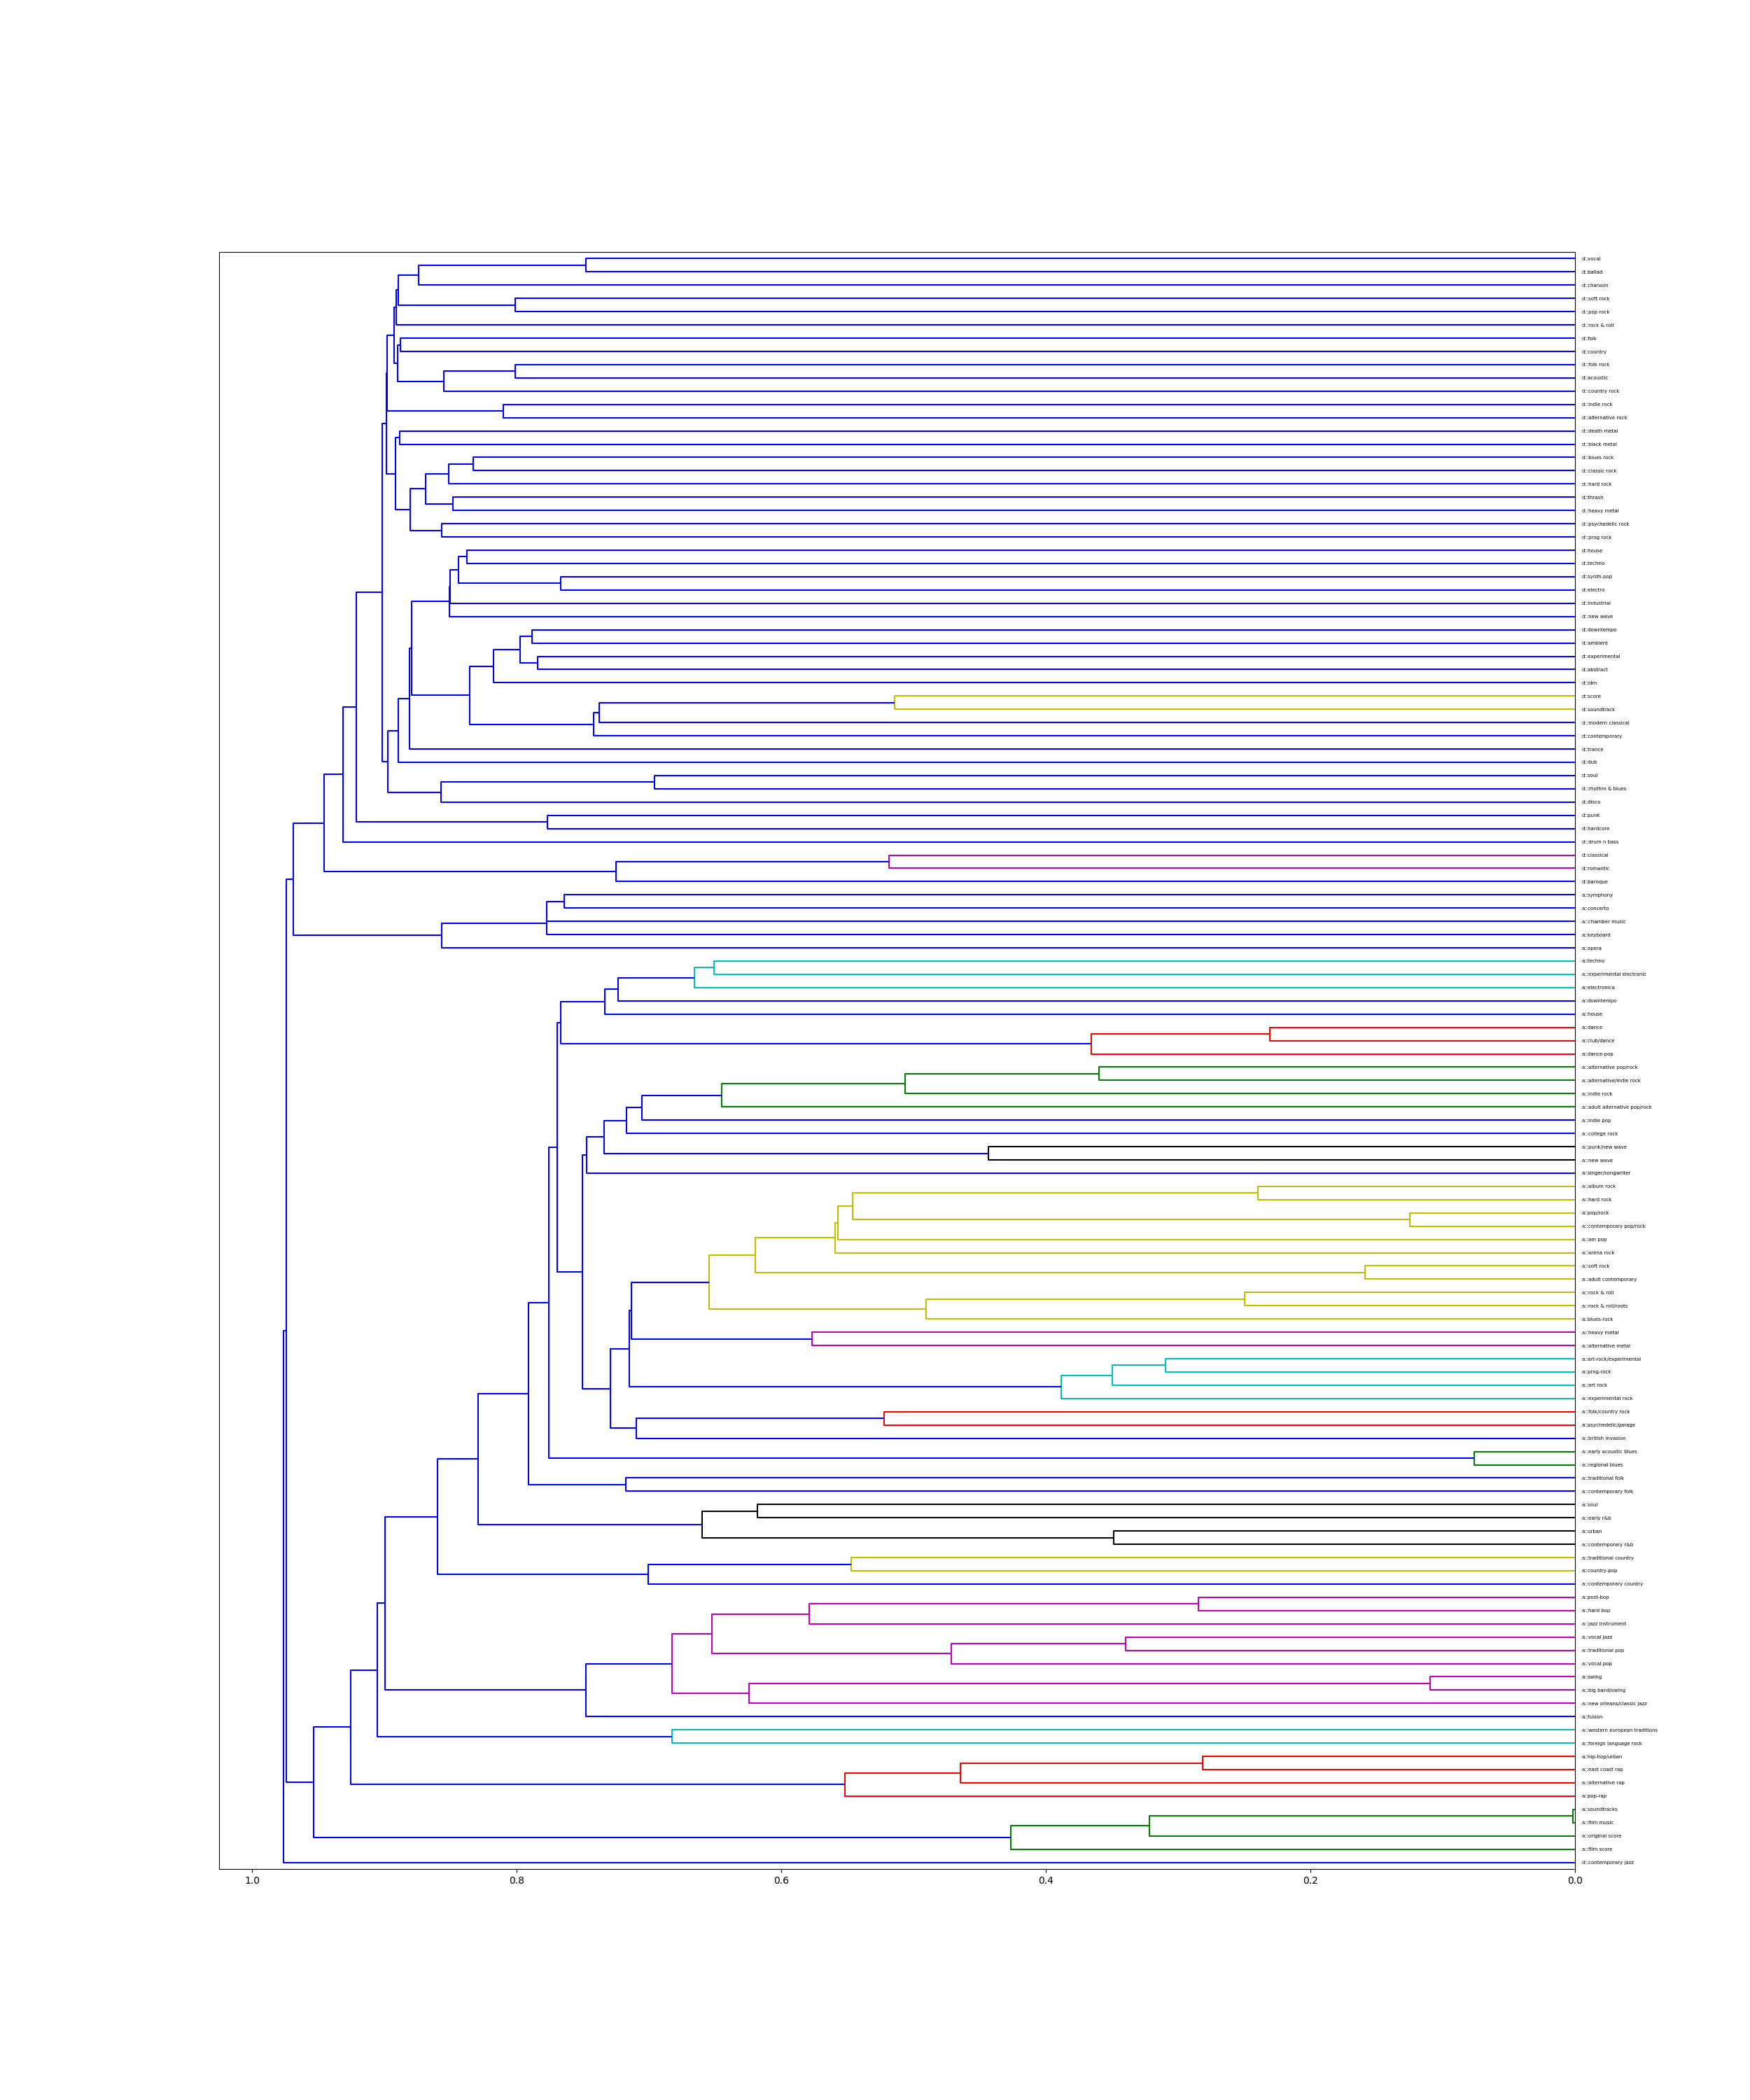 d::vocal
d::ballad
d::chanson
d::soft rock
d::pop rock
d::rock & roll
d::folk
d::country
d::folk rock
d::acoustic
d::country rock
d::indie rock
d::alternative rock
d::death metal
d::black metal
d::blues rock
d::classic rock
d::hard rock
d::thrash
d::heavy metal
d::psychedelic rock
d::prog rock
d::house
d::techno
d::synth-pop
d::electro
d::industrial
d::new wave
d::downtempo
d::ambient
d::experimental
d::abstract
d::idm
d::score
d::soundtrack
d::modern classical
d::contemporary
d::trance
d::dub
d::soul
d::rhythm & blues
d::disco
d::punk
d::hardcore
d::drum n bass
d::classical
d::romantic
d::baroque
a::symphony
a::concerto
a::chamber music
a::keyboard
a::opera
a::techno
a::experimental electronic
a::electronica
a::downtempo
a::house
a::dance
a::club/dance
a::dance-pop
a::alternative pop/rock
a::alternative/indie rock
a::indie rock
a::adult alternative pop/rock
a::indie pop
a::college rock
a::punk/new wave
a::new wave
a::singer/songwriter
a::album rock
a::hard rock
a::pop/rock
a::contemporary pop/rock
a::am pop
a::arena rock
a::soft rock
a::adult contemporary
a::rock & roll
a::rock & roll/roots
a::blues-rock
a::heavy metal
a::alternative metal
a::art-rock/experimental
a::prog-rock
a::art rock
a::experimental rock
a::folk/country rock
a::psychedelic/garage
a::british invasion
a::early acoustic blues
a::regional blues
a::traditional folk
a::contemporary folk
a::soul
a::early r&b
a::urban
a::contemporary r&b
a::traditional country
a::country-pop
a::contemporary country
a::post-bop
a::hard bop
a::jazz instrument
a::vocal jazz
a::traditional pop
a::vocal pop
a::swing
a::big band/swing
a::new orleans/classic jazz
a::fusion
a::western european traditions
a::foreign language rock
a::hip-hop/urban
a::east coast rap
a::alternative rap
a::pop-rap
a::soundtracks
a::film music
a::original score
a::film score
d::contemporary jazz
1.0 0.8 0.6 0.4 0.2 0.0